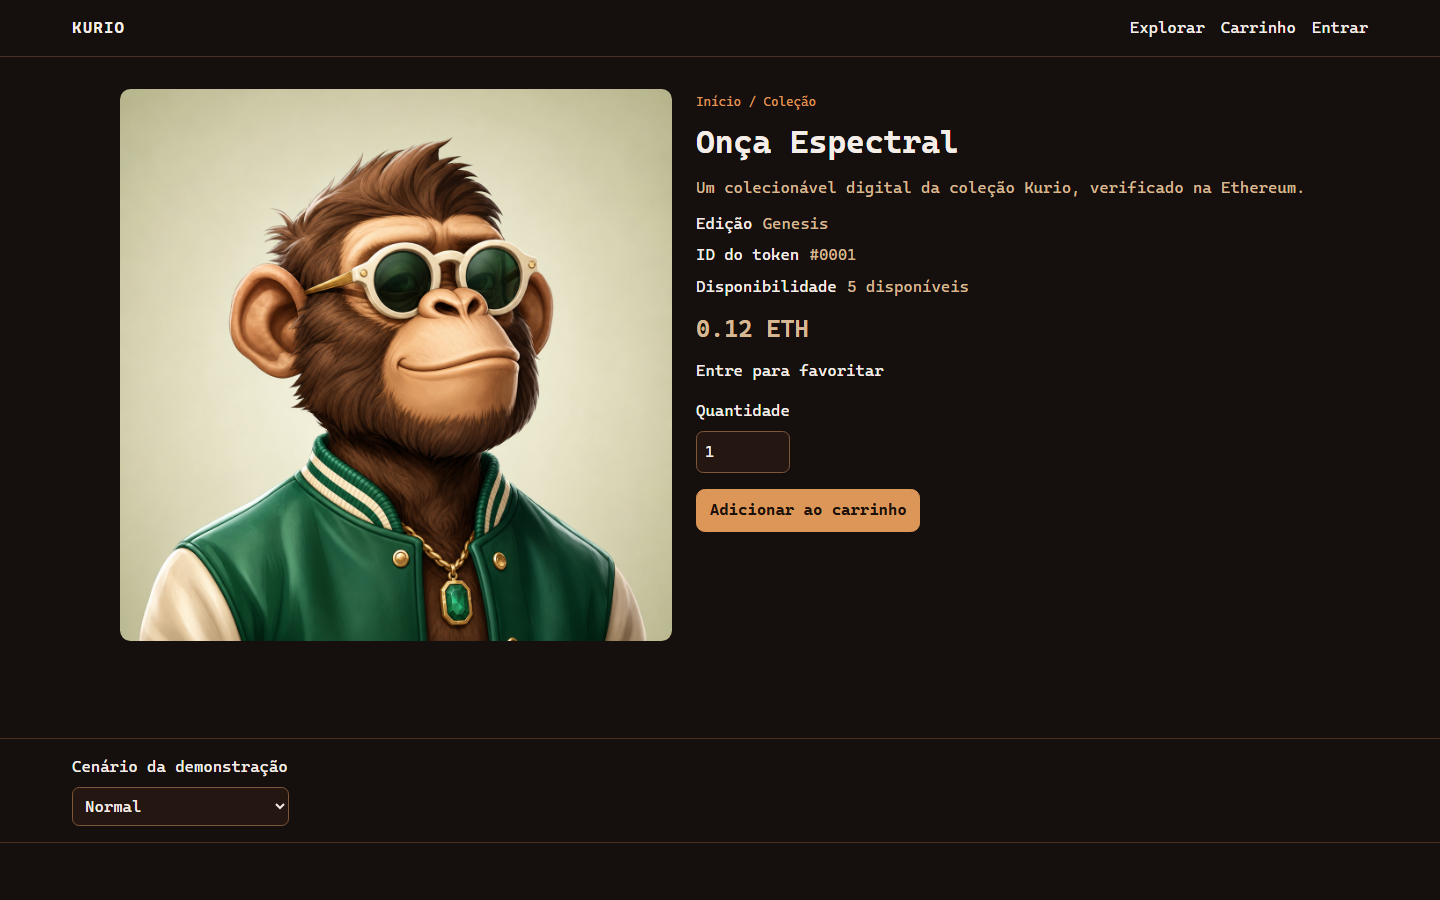 KURIO
Explorar Carrinho Entrar
Início / Coleção
Onça Espectral
Um colecionável digital da coleção Kurio, verificado na Ethereum.
Edição Genesis
ID do token #0001
Disponibilidade 5 disponíveis
0.12 ETH
Entre para favoritar
Quantidade
1
Adicionar ao carrinho
Cenário da demonstração
Normal